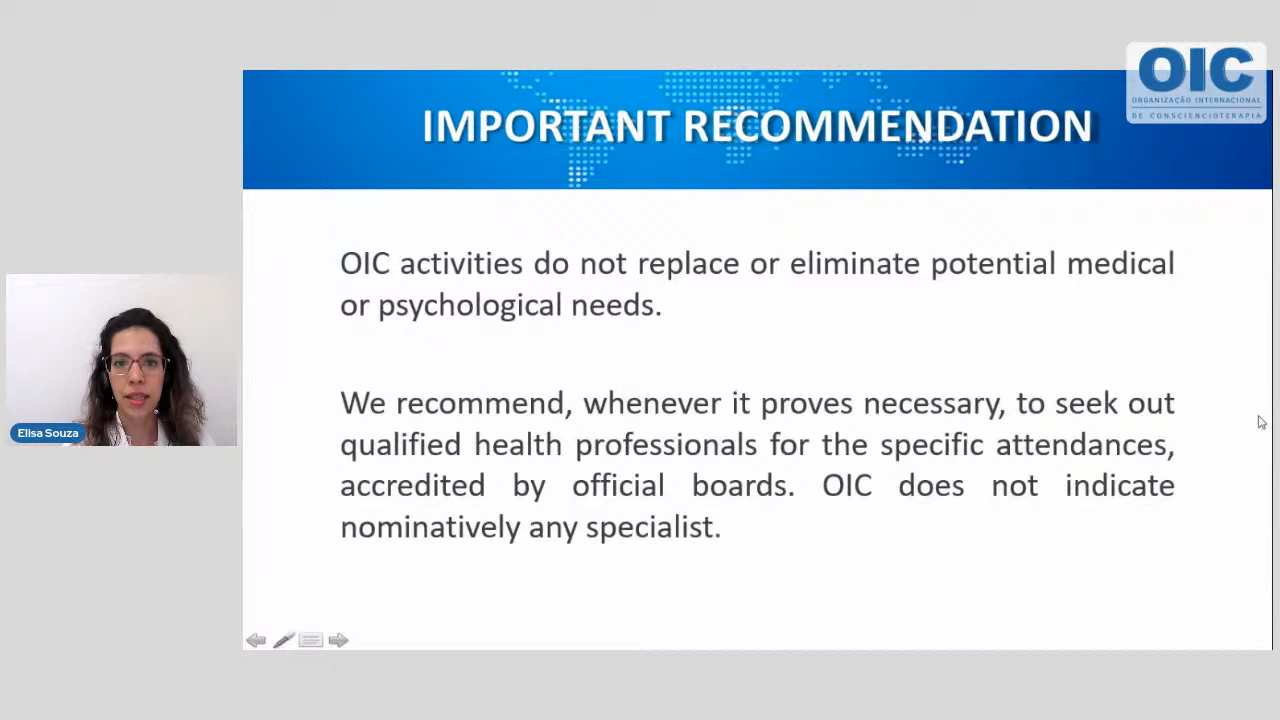 OIC
ORGANIZAÇÃO INTERNACIONAL
DE CONSCIENCIOTERAPIA
IMPORTANT RECOMMENDATION
OIC activities do not replace or eliminate potential medical
or psychological needs.
We recommend, whenever it proves necessary, to seek out
qualified health professionals for the specific attendances,
accredited by official boards. OIC does not indicate
nominatively any specialist.
Elisa Souza